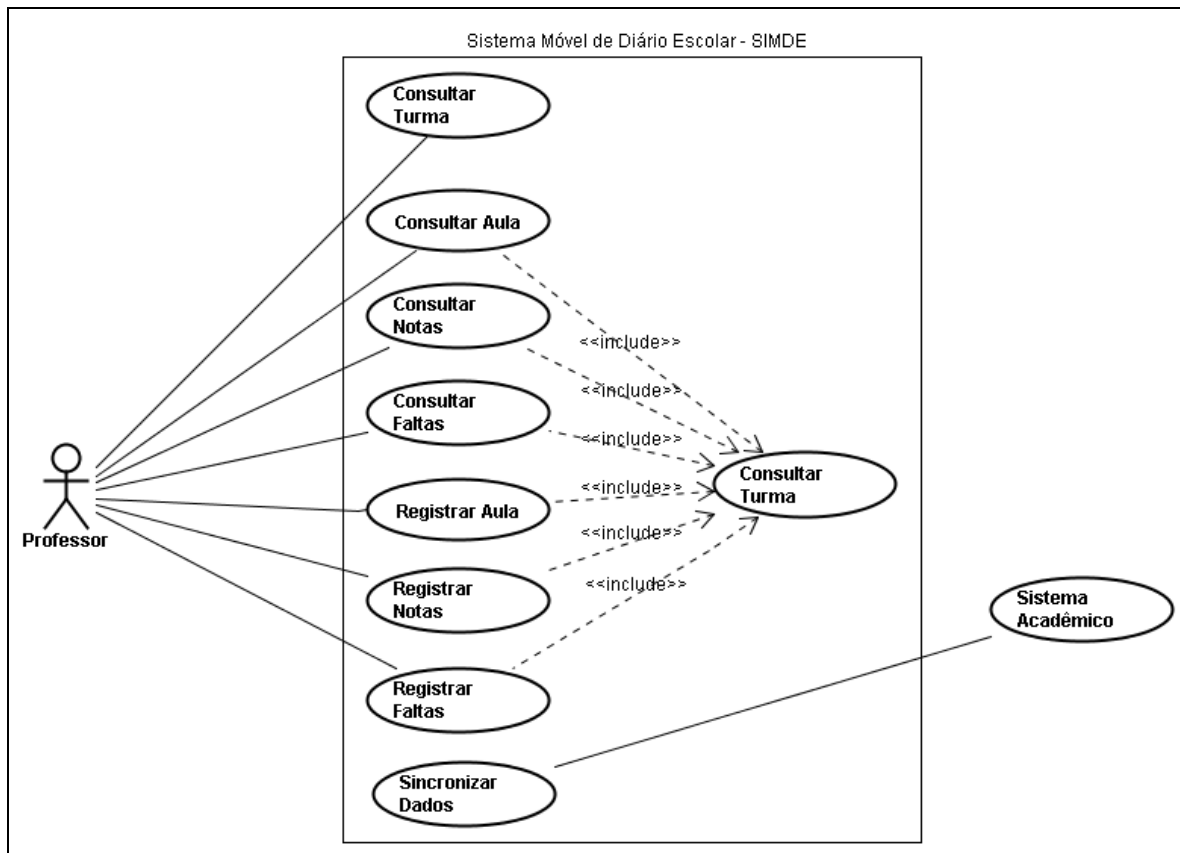 Sistema Móvel de Diário Escolar - SIMDE
Consultar
Turma
Consultar Aula
Consultar
Notas
<<include>>
<<include>>
Consultar
Faltas
<<include>>
Consultar
Turma
<<include>>
Registrar Aula
<<include>>
Professor
Registrar
Notas
<<include>>
Sistema
Acadêmico
Registrar
Faltas
Sincronizar
Dados